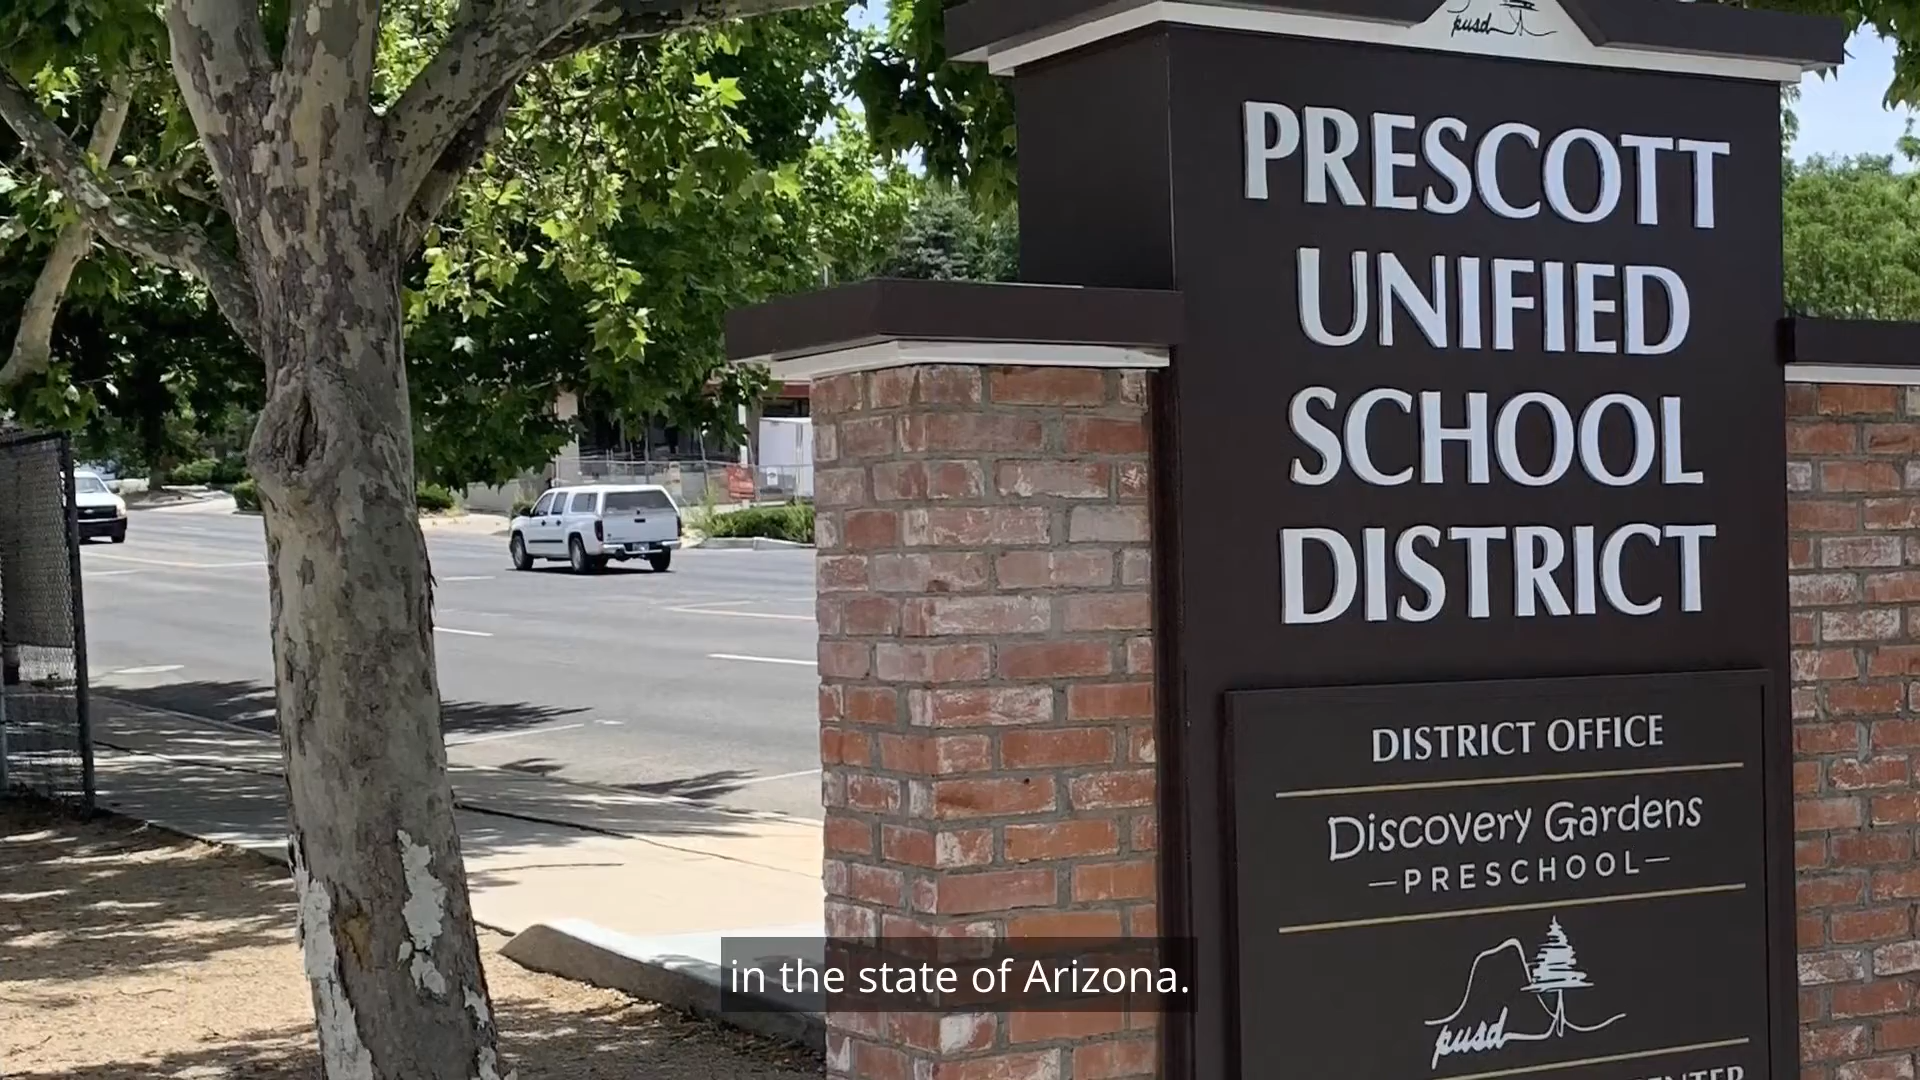 pusd
PRESCOTT
UNIFIED
SCHOOL
DISTRICT
DISTRICT OFFICE
Discovery Gardens
—PRESCHOOL—
pusd
in the state of Arizona.